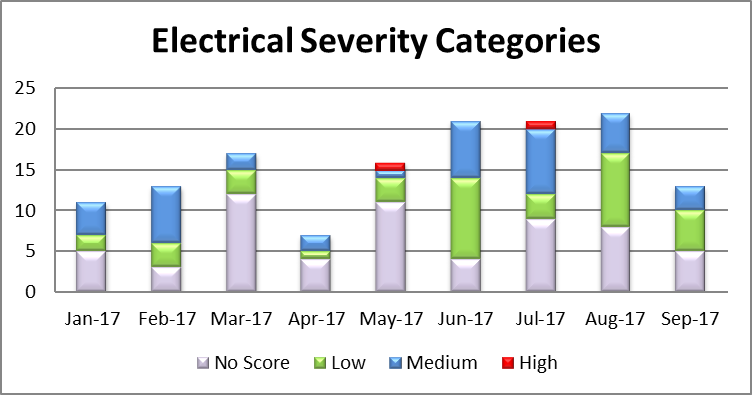 Electrical Severity Categories
25
20
15
10
5
0
Jan-17 Feb-17 Mar-17 Apr-17 May-17 Jun-17 Jul-17 Aug-17 Sep-17
No Score Low Medium High